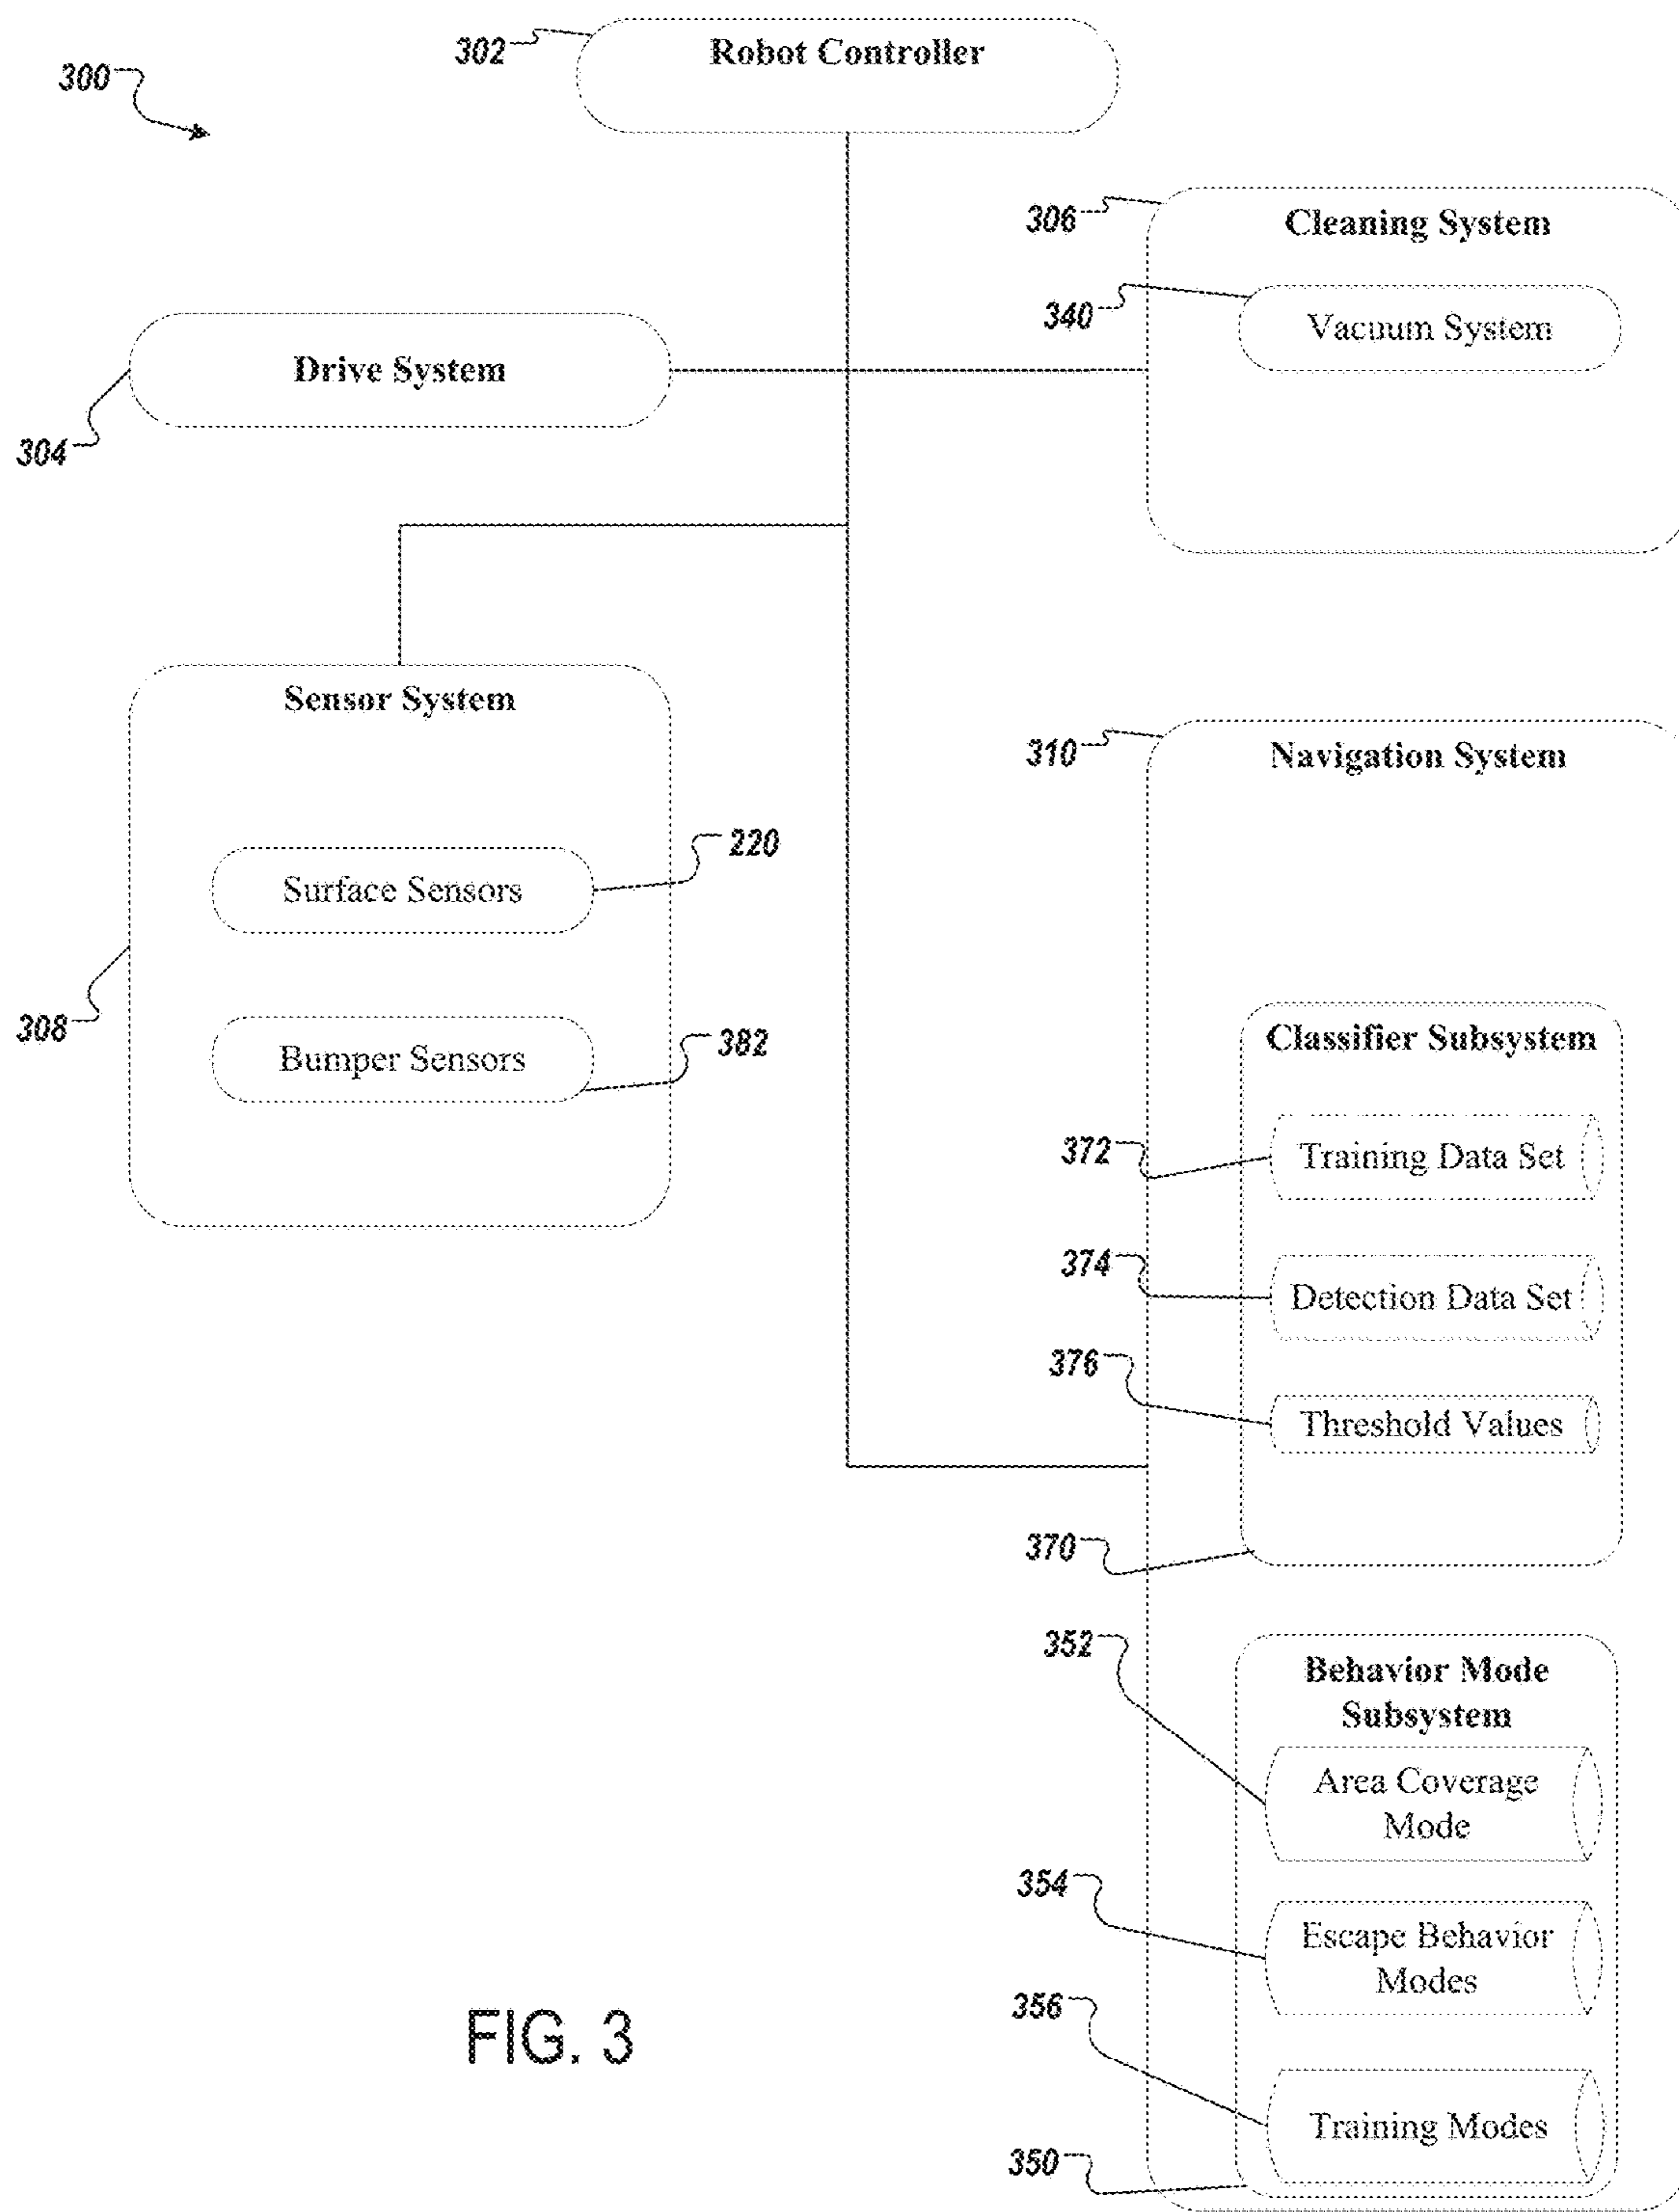 302
Robot Controller
300
306
Cleaning System
340
Vacuum System
Drive System
304
Sensor System
310
Navigation System
220
Surface Sensors
308
Bumper Sensors
382
Classifier Subsystem
372
Training Data Set
374
Detection Data Set
376
Threshold Values
370
352
Behavior Mode
Subsystem
Area Coverage
Mode
354
Escape Behavior
Modes
356
Training Modes
350
FIG. 3